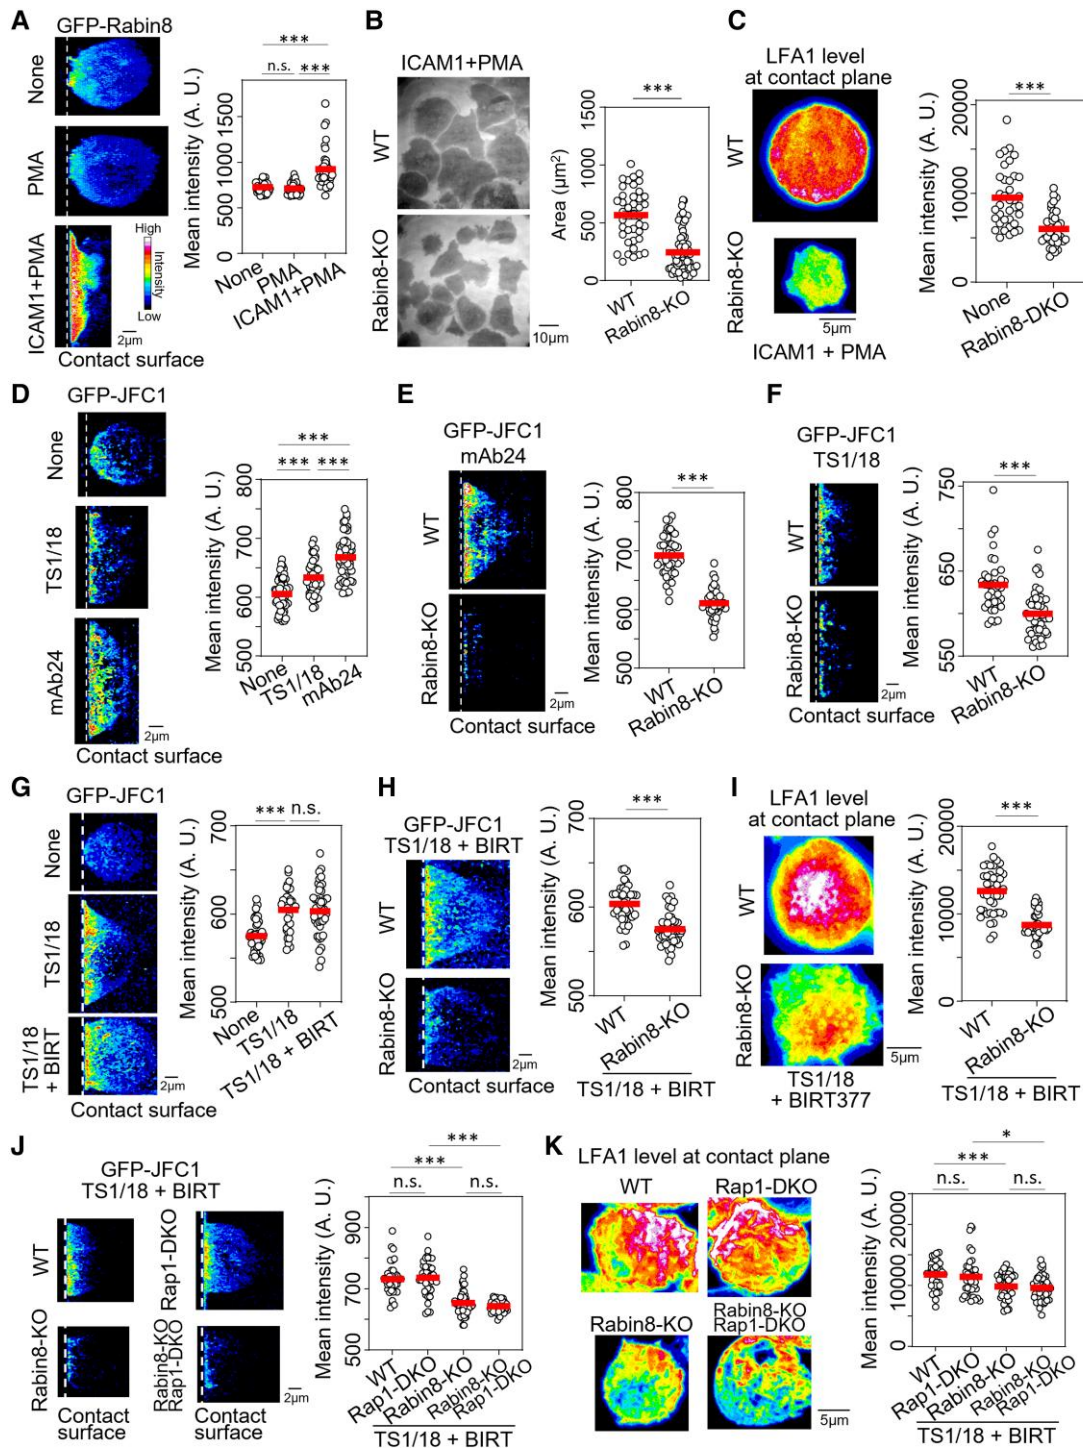 A
GFP-Rabin8
None
PMA
ICAM1+PMA
High
Intensity
Low
2μm
Contact surface
***
n.s. ***
Mean intensity (A. U.)
1500
1000
500
0
None
PMA
ICAM1+PMA
B
ICAM1+PMA
WT
Rabin8-KO
10μm
***
Area (μm²)
1500
1000
500
0
WT
Rabin8-KO
C
LFA1 level
at contact plane
WT
Rabin8-KO
5μm
ICAM1 + PMA
***
Mean intensity (A. U.)
20000
10000
0
None
Rabin8-DKO
D
GFP-JFC1
None
TS1/18
mAb24
2μm
Contact surface
***
*** ***
Mean intensity (A. U.)
800
700
600
500
None
TS1/18
mAb24
E
GFP-JFC1
mAb24
WT
Rabin8-KO
2μm
Contact surface
***
Mean intensity (A. U.)
800
700
600
500
WT
Rabin8-KO
F
GFP-JFC1
TS1/18
WT
Rabin8-KO
2μm
Contact surface
***
Mean intensity (A. U.)
750
650
550
WT
Rabin8-KO
G
GFP-JFC1
None
TS1/18
TS1/18
+ BIRT
2μm
Contact surface
*** n.s.
Mean intensity (A. U.)
700
600
500
None
TS1/18
TS1/18 + BIRT
H
GFP-JFC1
TS1/18 + BIRT
WT
Rabin8-KO
2μm
Contact surface
***
Mean intensity (A. U.)
700
600
500
WT
Rabin8-KO
TS1/18 + BIRT
I
LFA1 level
at contact plane
WT
Rabin8-KO
5μm
TS1/18
+ BIRT377
***
Mean intensity (A. U.)
20000
10000
0
WT
Rabin8-KO
TS1/18 + BIRT
J
GFP-JFC1
TS1/18 + BIRT
WT
Rap1-DKO
Rabin8-KO
Rabin8-KO
Rap1-DKO
2μm
Contact
surface
Contact
surface
***
***
n.s. n.s.
Mean intensity (A. U.)
900
700
500
WT
Rap1-DKO
Rabin8-KO
Rabin8-KO
Rap1-DKO
TS1/18 + BIRT
K
LFA1 level at contact plane
WT
Rap1-DKO
Rabin8-KO
Rabin8-KO
Rap1-DKO
5μm
*
***
n.s. n.s.
Mean intensity (A. U.)
20000
10000
0
WT
Rap1-DKO
Rabin8-KO
Rabin8-KO
Rap1-DKO
TS1/18 + BIRT